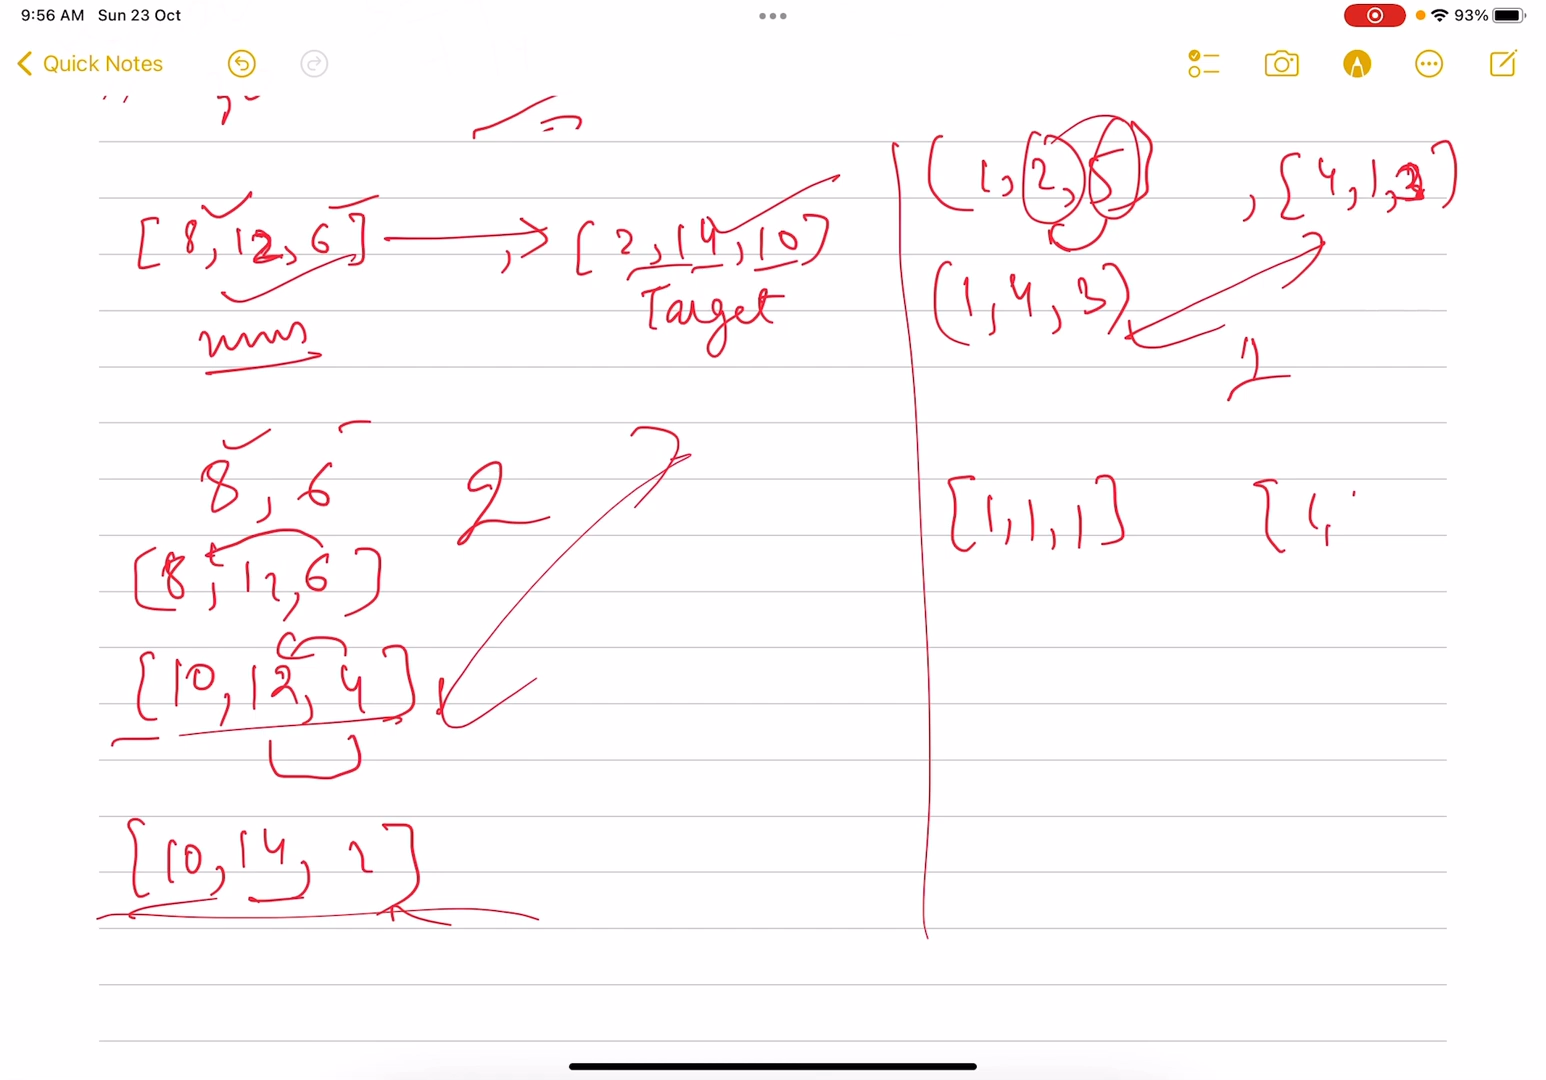 9:56 AM Sun 23 Oct
93%
Quick Notes
[8, 12, 6] , [2, 14, 10]
nums
Target
8, 6 2
[8, 12, 6]
[10, 12, 4]
[10, 14, 2]
(1, 2, 5] , [4, 1, 3]
(1, 4, 3)
1
[1, 1, 1] [1,